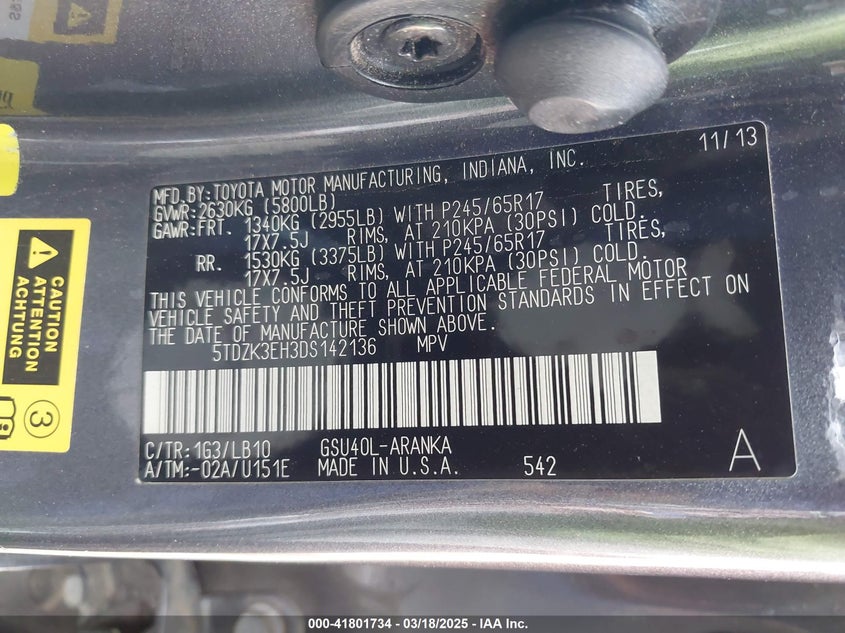 11/13
MFD.BY:TOYOTA MOTOR MANUFACTURING, INDIANA, INC.
GVWR:2630KG (5800LB)
GAWR:FRT. 1340KG (2955LB) WITH P245/65R17 TIRES,
17X7.5J RIMS, AT 210KPA (30PSI) COLD.
RR. 1530KG (3375LB) WITH P245/65R17 TIRES,
17X7.5J RIMS, AT 210KPA (30PSI) COLD.
THIS VEHICLE CONFORMS TO ALL APPLICABLE FEDERAL MOTOR
VEHICLE SAFETY AND THEFT PREVENTION STANDARDS IN EFFECT ON
THE DATE OF MANUFACTURE SHOWN ABOVE.
5TDZK3EH3DS142136 MPV
C/TR:1G3/LB10 GSU40L-ARANKA
A/TM:-02A/U151E MADE IN U.S.A. 542 A
CAUTION
ATTENTION
ACHTUNG
3
000-41801734 - 03/18/2025 - IAA Inc.